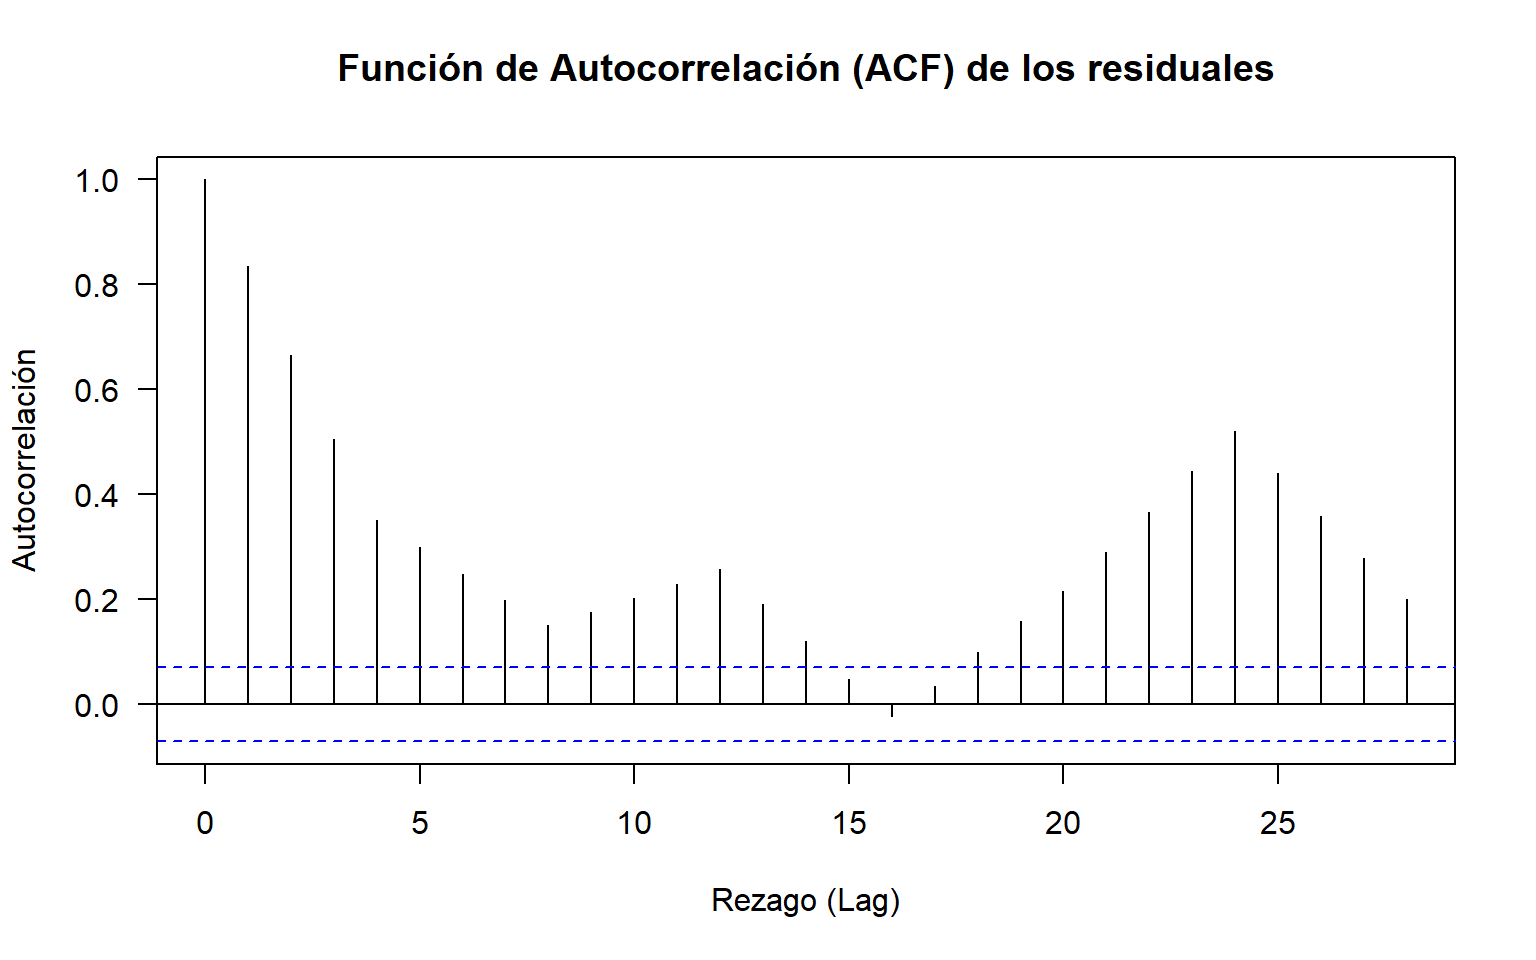 Función de Autocorrelación (ACF) de los residuales
1.0
0.8
0.6
0.4
0.2
0.0
Autocorrelación
0 5 10 15 20 25
Rezago (Lag)